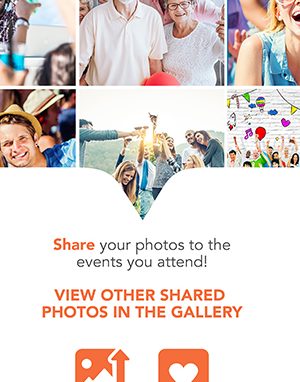 Share your photos to the
events you attend!
VIEW OTHER SHARED
PHOTOS IN THE GALLERY